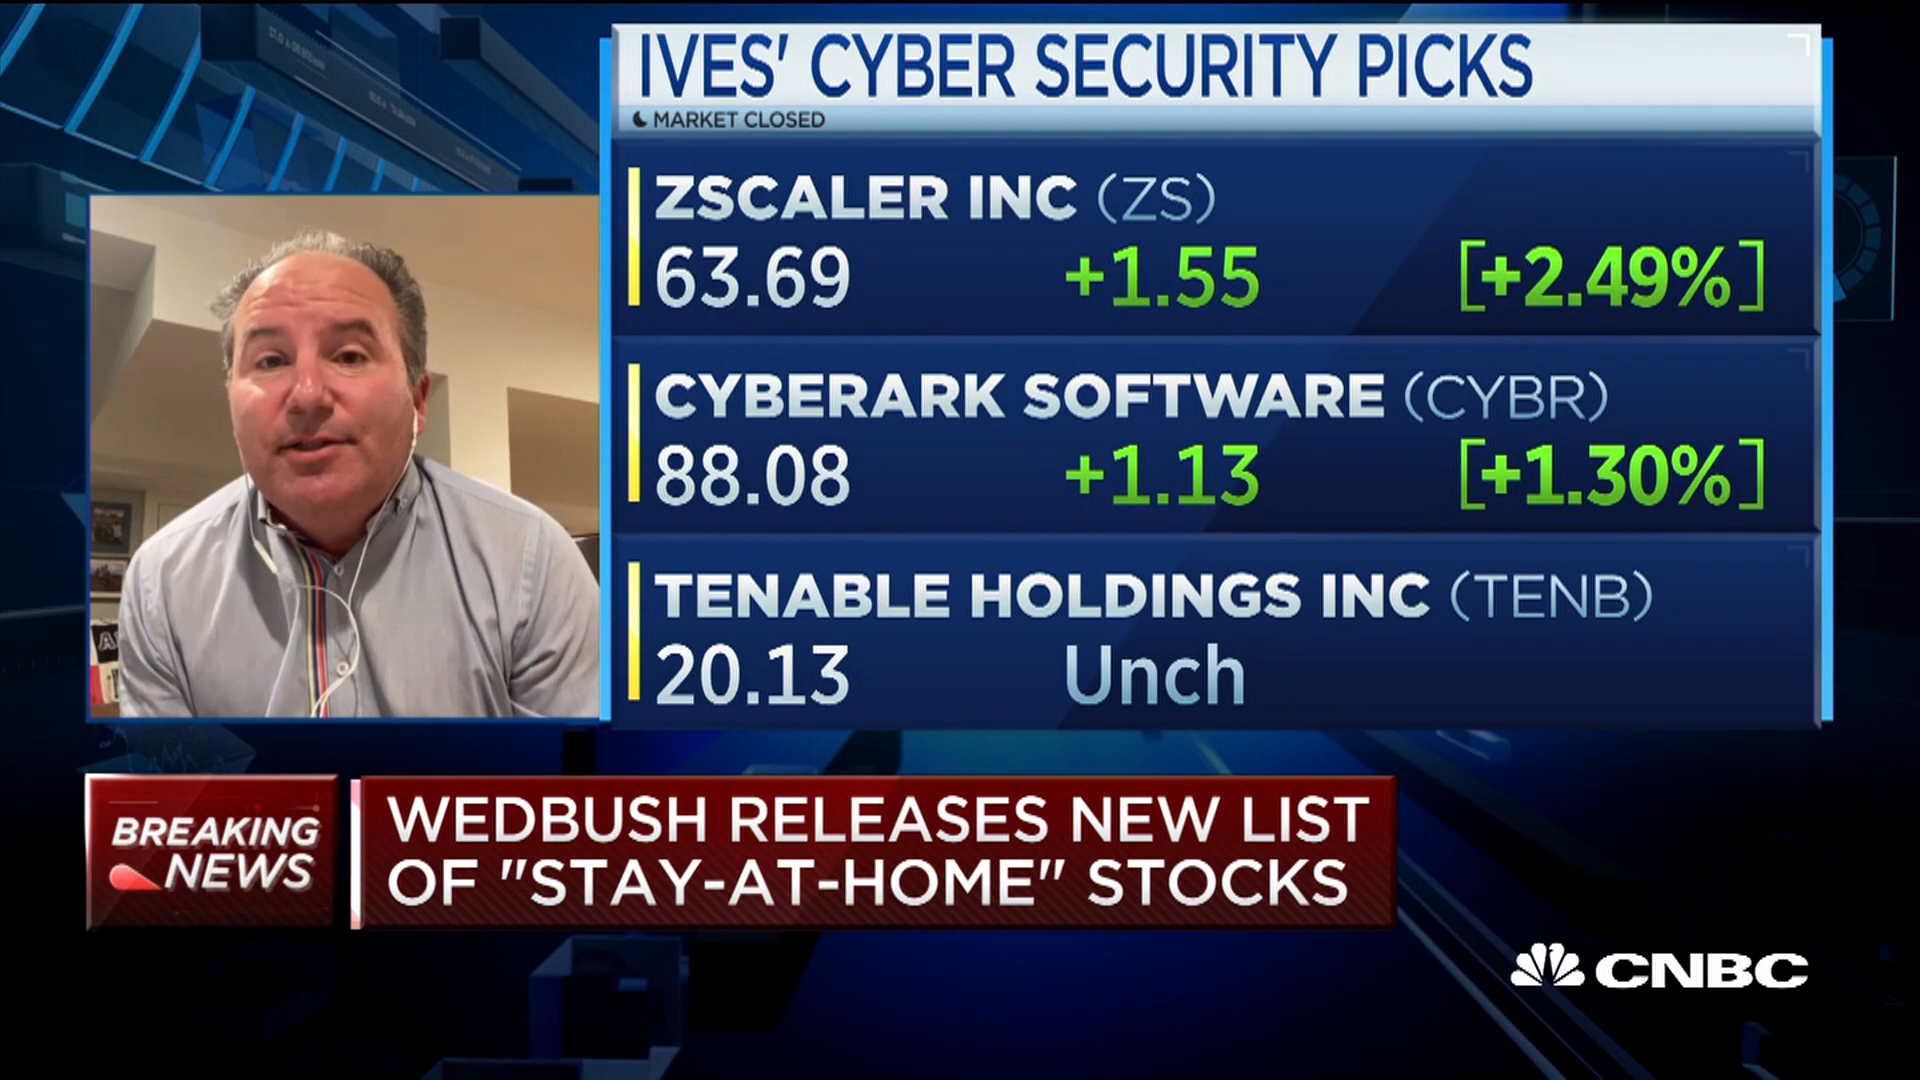 IVES' CYBER SECURITY PICKS
MARKET CLOSED
ZSCALER INC (ZS)
63.69 +1.55 [+2.49%]
CYBERARK SOFTWARE (CYBR)
88.08 +1.13 [+1.30%]
TENABLE HOLDINGS INC (TENB)
20.13 Unch
BREAKING
NEWS
WEDBUSH RELEASES NEW LIST
OF "STAY-AT-HOME" STOCKS
CNBC